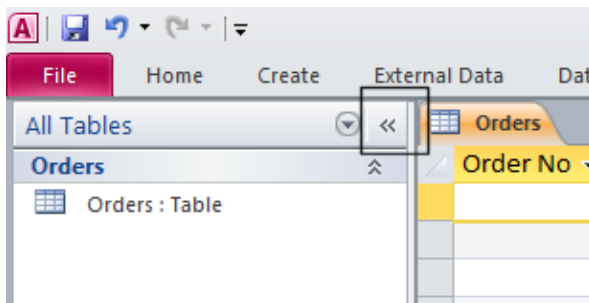 A
File Home Create External Data Dat
All Tables «
Orders
Orders : Table
Orders
Order No